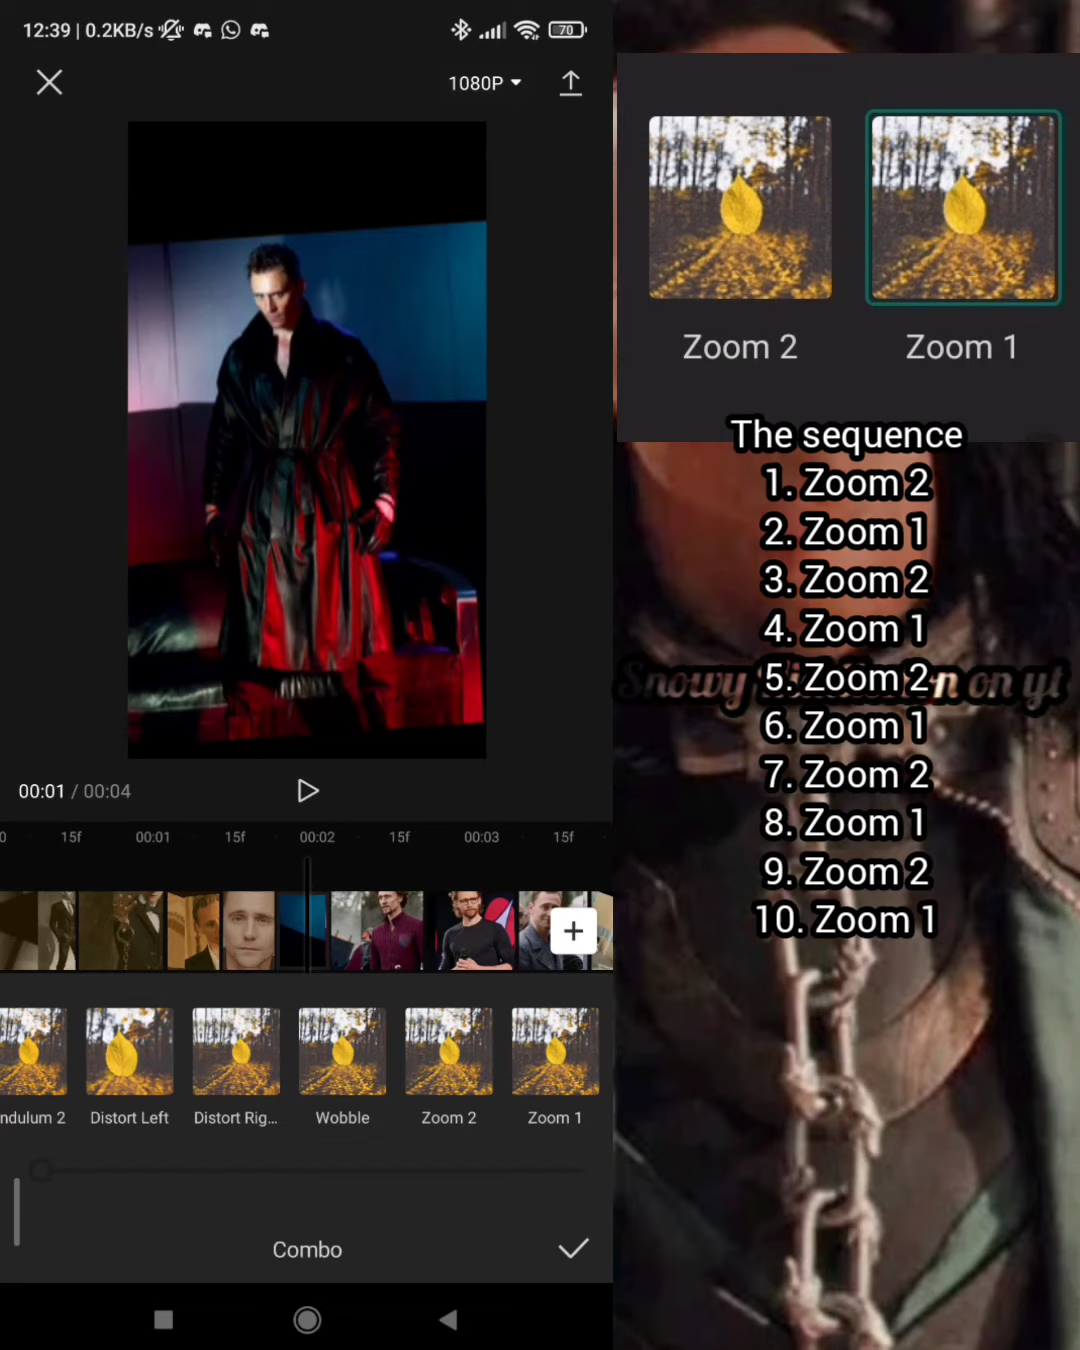 12:39 | 0.2KB/s
70
1080P
00:01 / 00:04
0 15f 00:01 15f 00:02 15f 00:03 15f
ndulum 2 Distort Left Distort Rig... Wobble Zoom 2 Zoom 1
Combo
Zoom 2 Zoom 1
The sequence
1. Zoom 2
2. Zoom 1
3. Zoom 2
4. Zoom 1
5. Zoom 2
Snowy n on yt
6. Zoom 1
7. Zoom 2
8. Zoom 1
9. Zoom 2
10. Zoom 1